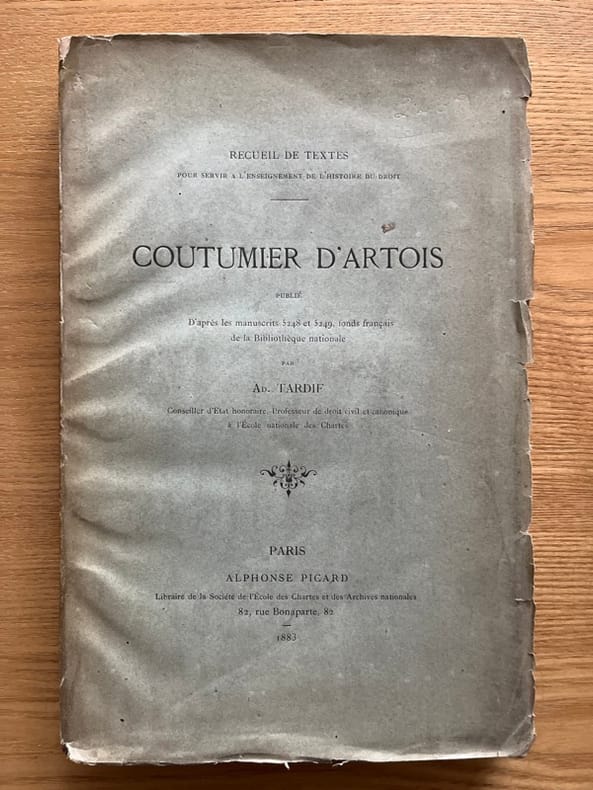 RECUEIL DE TEXTES
POUR SERVIR A L'ENSEIGNEMENT DE L'HISTOIRE DU DROIT
COUTUMIER D'ARTOIS
PUBLIÉ
D'après les manuscrits 5248 et 5249, fonds français
de la Bibliothèque nationale
PAR
AD. TARDIF
Conseiller d'Etat honoraire, Professeur de droit civil et canonique
à l'École nationale des Chartes
PARIS
ALPHONSE PICARD
Libraire de la Société de l'École des Chartes et des Archives nationales
82, rue Bonaparte, 82
1883